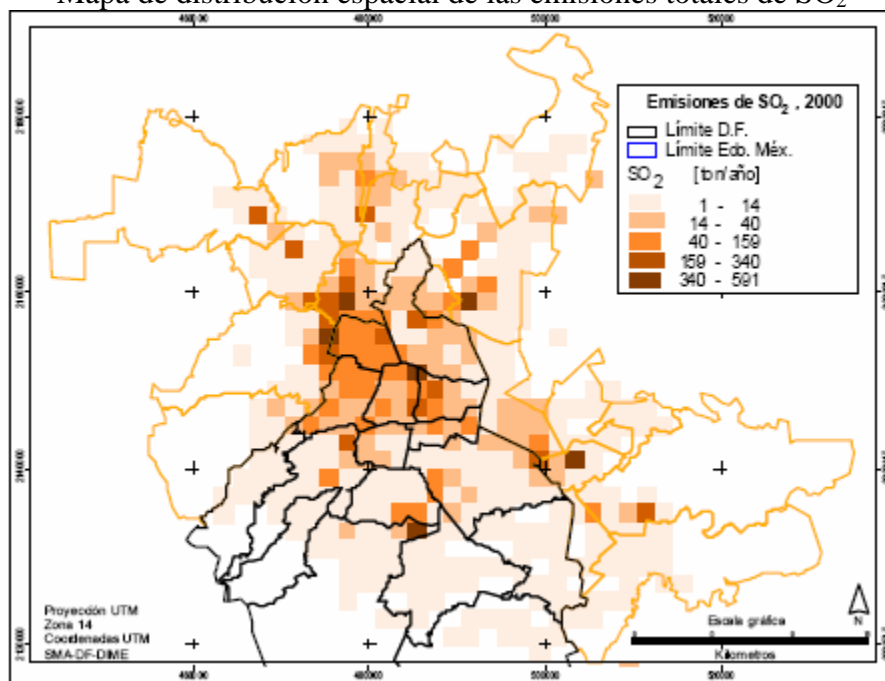 Mapa de distribución espacial de las emisiones totales de SO2
Emisiones de SO2 , 2000
Límite D.F.
Límite Edo. Méx.
SO2 [ton/año]
1 - 14
14 - 40
40 - 159
159 - 340
340 - 591
Proyección UTM
Zona 14
Coordenadas UTM
SMA-DF-DIME
Escala gráfica
Kilometros
N